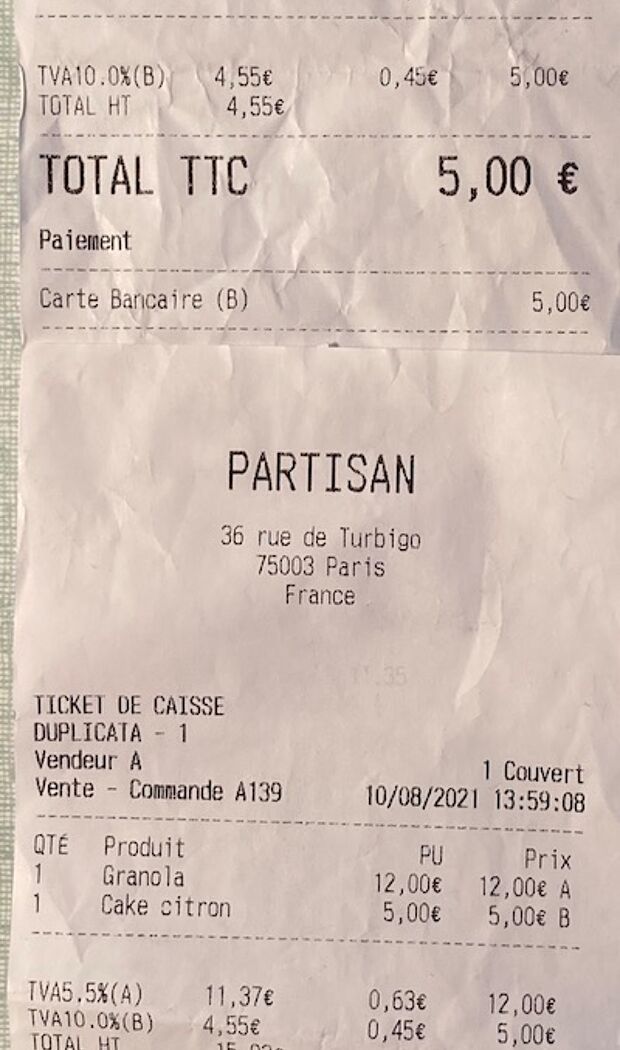 TVA10.0%(B) 4,55€ 0,45€ 5,00€
TOTAL HT 4,55€
TOTAL TTC 5,00 €
Paiement
Carte Bancaire (B) 5,00€
PARTISAN
36 rue de Turbigo
75003 Paris
France
TICKET DE CAISSE
DUPLICATA - 1
Vendeur A
1 Couvert
Vente - Commande A139 10/08/2021 13:59:08
QTÉ Produit PU Prix
1 Granola 12,00€ 12,00€ A
1 Cake citron 5,00€ 5,00€ B
TVA5.5%(A) 11,37€ 0,63€ 12,00€
TVA10.0%(B) 4,55€ 0,45€ 5,00€
TOTAL HT